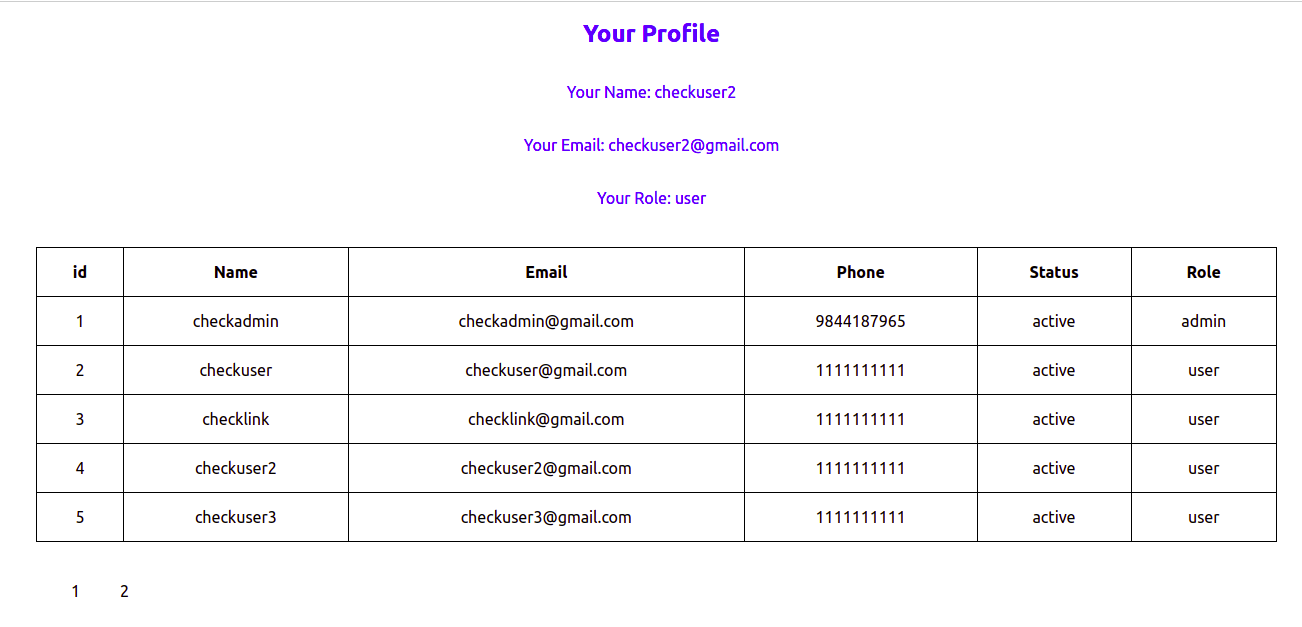 Your Profile
Your Name: checkuser2
Your Email: checkuser2@gmail.com
Your Role: user
id Name Email Phone Status Role
1 checkadmin checkadmin@gmail.com 9844187965 active admin
2 checkuser checkuser@gmail.com 1111111111 active user
3 checklink checklink@gmail.com 1111111111 active user
4 checkuser2 checkuser2@gmail.com 1111111111 active user
5 checkuser3 checkuser3@gmail.com 1111111111 active user
1 2